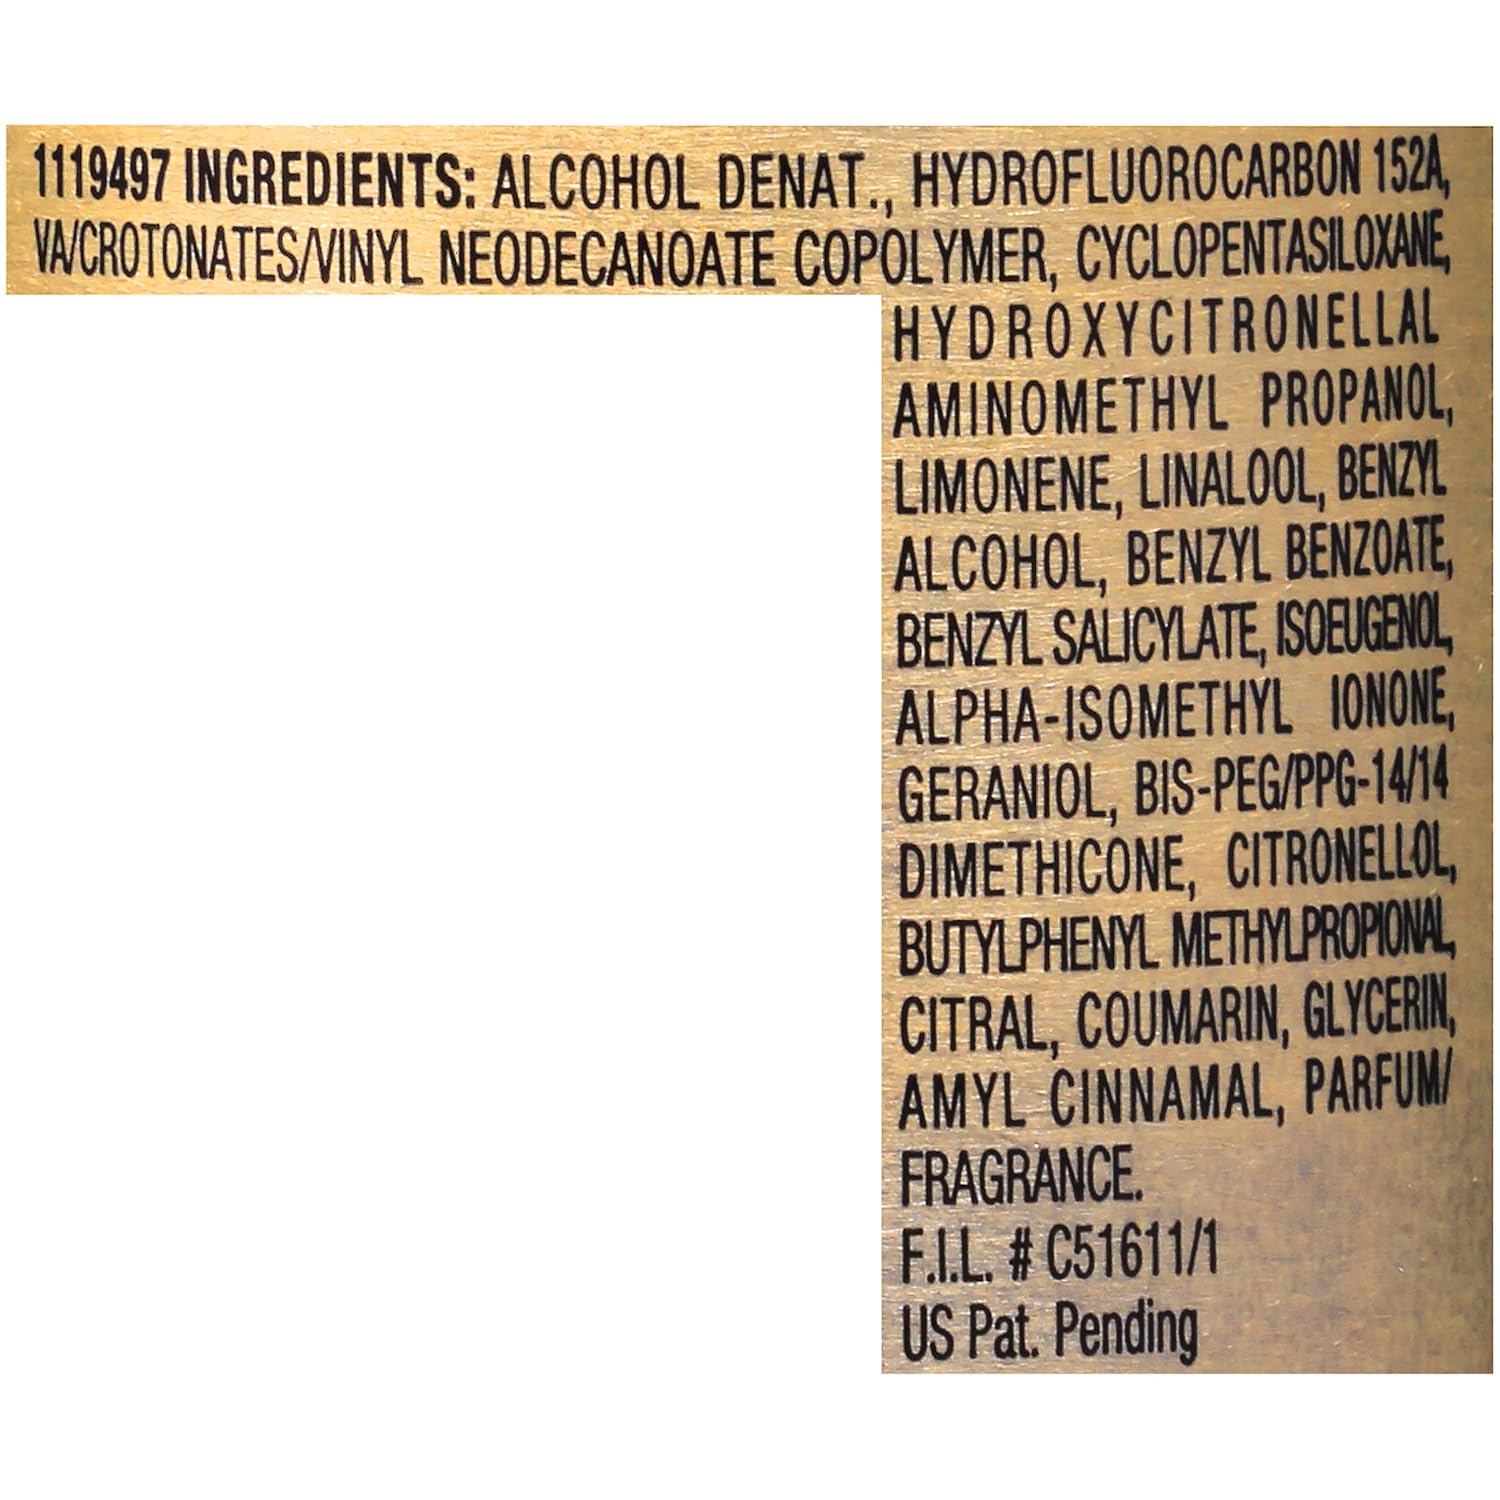 1119497 INGREDIENTS: ALCOHOL DENAT., HYDROFLUOROCARBON 152A,
VA/CROTONATES/VINYL NEODECANOATE COPOLYMER, CYCLOPENTASILOXANE,
HYDROXYCITRONELLAL
AMINOMETHYL PROPANOL,
LIMONENE, LINALOOL, BENZYL
ALCOHOL, BENZYL BENZOATE,
BENZYL SALICYLATE, ISOEUGENOL,
ALPHA-ISOMETHYL IONONE,
GERANIOL, BIS-PEG/PPG-14/14
DIMETHICONE, CITRONELLOL,
BUTYLPHENYL METHYLPROPIONAL,
CITRAL, COUMARIN, GLYCERIN,
AMYL CINNAMAL, PARFUM/
FRAGRANCE.
F.I.L. # C51611/1
US Pat. Pending